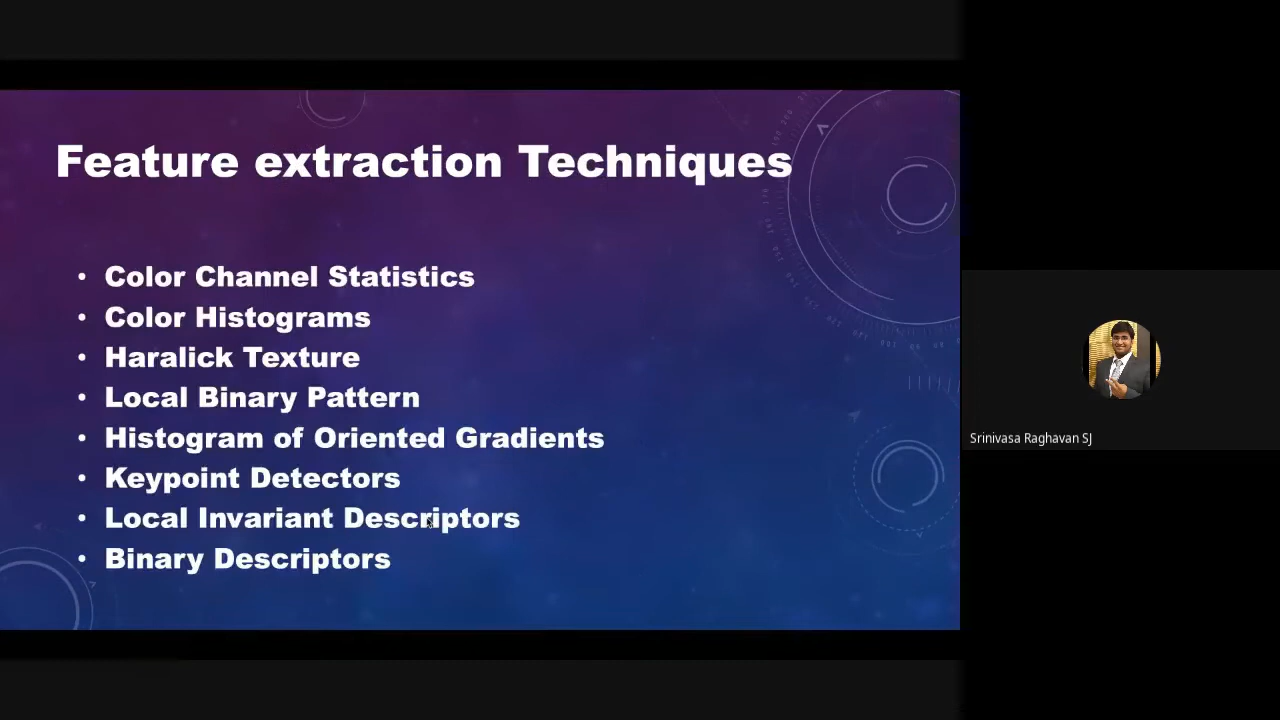 Feature extraction Techniques
• Color Channel Statistics
• Color Histograms
• Haralick Texture
• Local Binary Pattern
• Histogram of Oriented Gradients
• Keypoint Detectors
• Local Invariant Descriptors
• Binary Descriptors
Srinivasa Raghavan SJ